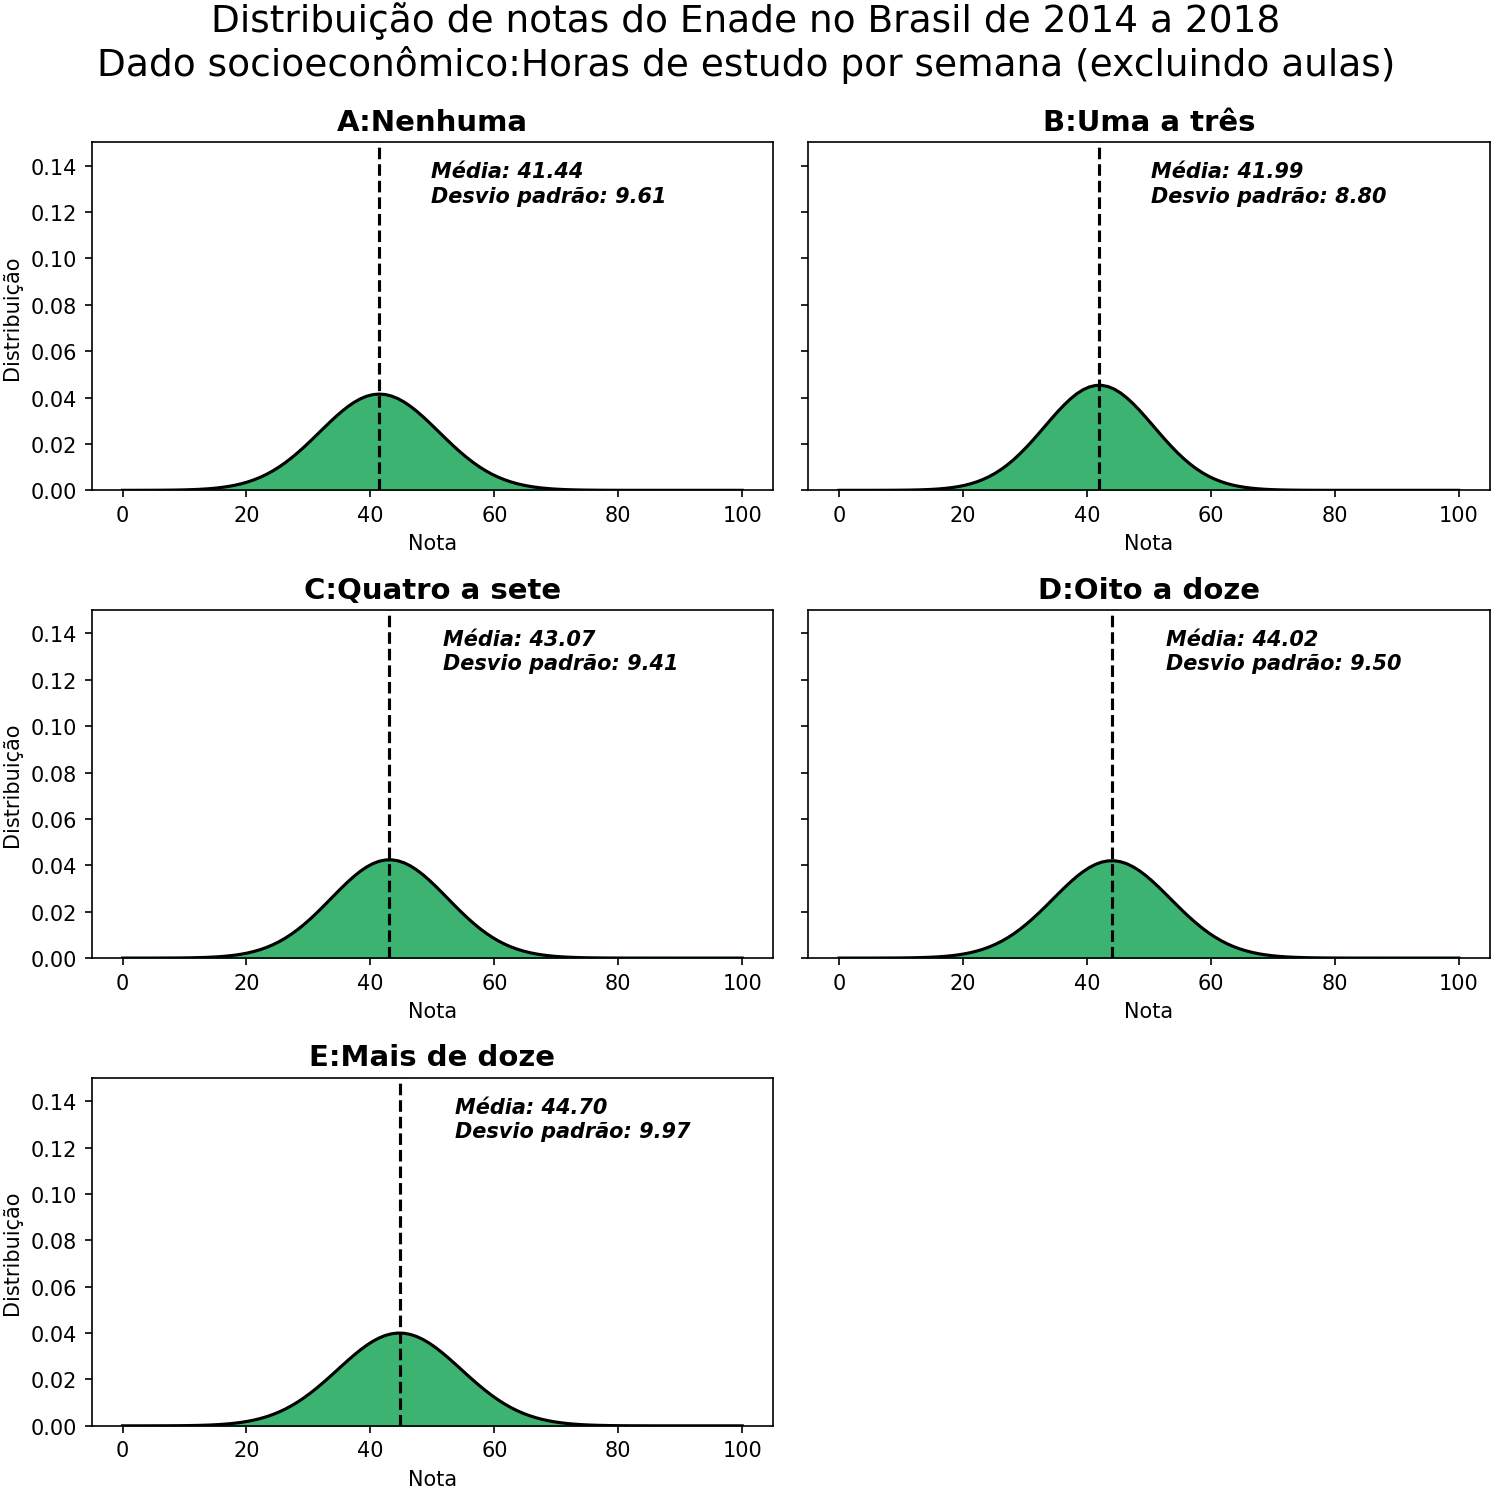 Distribuição de notas do Enade no Brasil de 2014 a 2018
Dado socioeconômico:Horas de estudo por semana (excluindo aulas)
A:Nenhuma
Média: 41.44
Desvio padrão: 9.61
0.14
0.12
0.10
0.08
0.06
0.04
0.02
0.00
Distribuição
0 20 40 60 80 100
Nota
B:Uma a três
Média: 41.99
Desvio padrão: 8.80
0 20 40 60 80 100
Nota
C:Quatro a sete
Média: 43.07
Desvio padrão: 9.41
0.14
0.12
0.10
0.08
0.06
0.04
0.02
0.00
Distribuição
0 20 40 60 80 100
Nota
D:Oito a doze
Média: 44.02
Desvio padrão: 9.50
0 20 40 60 80 100
Nota
E:Mais de doze
Média: 44.70
Desvio padrão: 9.97
0.14
0.12
0.10
0.08
0.06
0.04
0.02
0.00
Distribuição
0 20 40 60 80 100
Nota